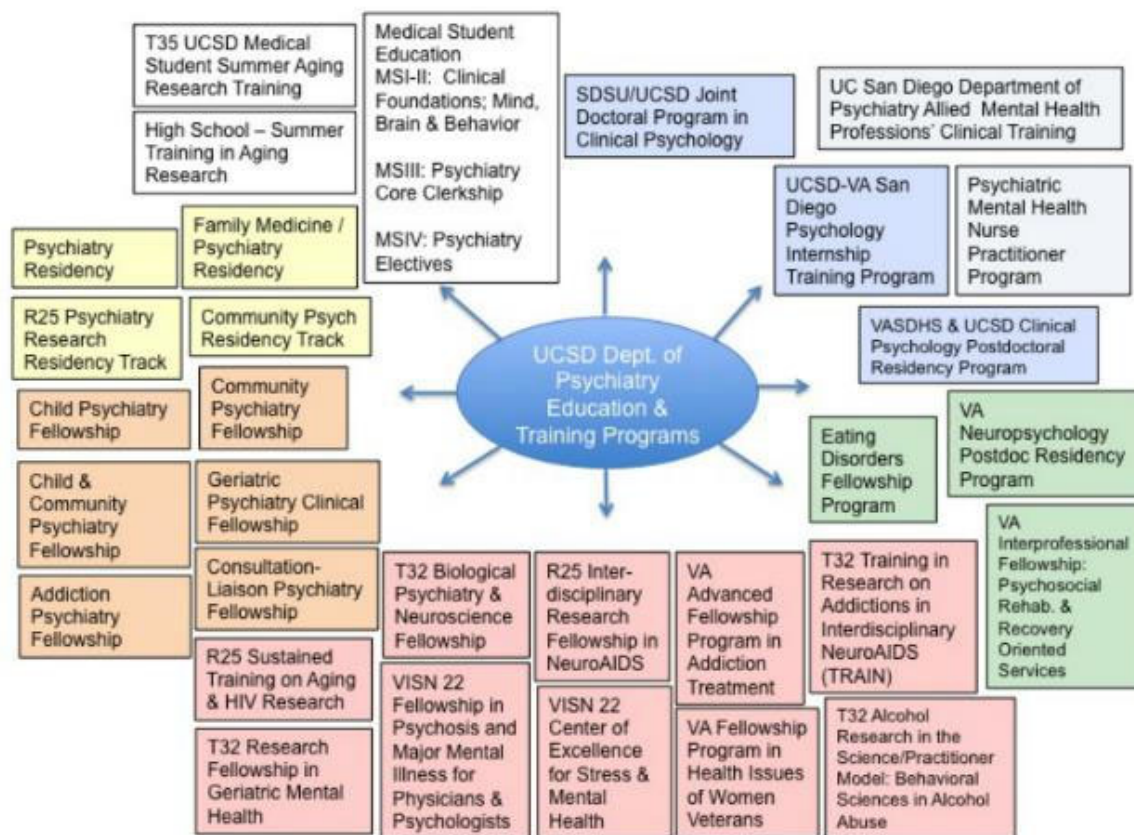 T35 UCSD Medical
Student Summer Aging
Research Training
High School – Summer
Training in Aging
Research
Medical Student
Education
MSI-II: Clinical
Foundations; Mind,
Brain & Behavior
MSIII: Psychiatry
Core Clerkship
MSIV: Psychiatry
Electives
SDSU/UCSD Joint
Doctoral Program in
Clinical Psychology
UC San Diego Department of
Psychiatry Allied Mental Health
Professions' Clinical Training
UCSD-VA San
Diego
Psychology
Internship
Training Program
Psychiatric
Mental Health
Nurse
Practitioner
Program
Psychiatry
Residency
Family Medicine /
Psychiatry
Residency
R25 Psychiatry
Research
Residency Track
Community Psych
Residency Track
UCSD Dept. of
Psychiatry
Education &
Training Programs
VASDHS & UCSD Clinical
Psychology Postdoctoral
Residency Program
Child Psychiatry
Fellowship
Community
Psychiatry
Fellowship
Child &
Community
Psychiatry
Fellowship
Geriatric
Psychiatry Clinical
Fellowship
Addiction
Psychiatry
Fellowship
Consultation-
Liaison Psychiatry
Fellowship
Eating
Disorders
Fellowship
Program
VA
Neuropsychology
Postdoc Residency
Program
VA
Interprofessional
Fellowship:
Psychosocial
Rehab. &
Recovery
Oriented
Services
R25 Sustained
Training on Aging
& HIV Research
T32 Research
Fellowship in
Geriatric Mental
Health
T32 Biological
Psychiatry &
Neuroscience
Fellowship
VISN 22
Fellowship in
Psychosis and
Major Mental
Illness for
Physicians &
Psychologists
R25 Inter-
disciplinary
Research
Fellowship in
NeuroAIDS
VISN 22
Center of
Excellence
for Stress &
Mental
Health
VA
Advanced
Fellowship
Program in
Addiction
Treatment
VA Fellowship
Program in
Health Issues
of Women
Veterans
T32 Training in
Research on
Addictions in
Interdisciplinary
NeuroAIDS
(TRAIN)
T32 Alcohol
Research in the
Science/Practitioner
Model: Behavioral
Sciences in Alcohol
Abuse